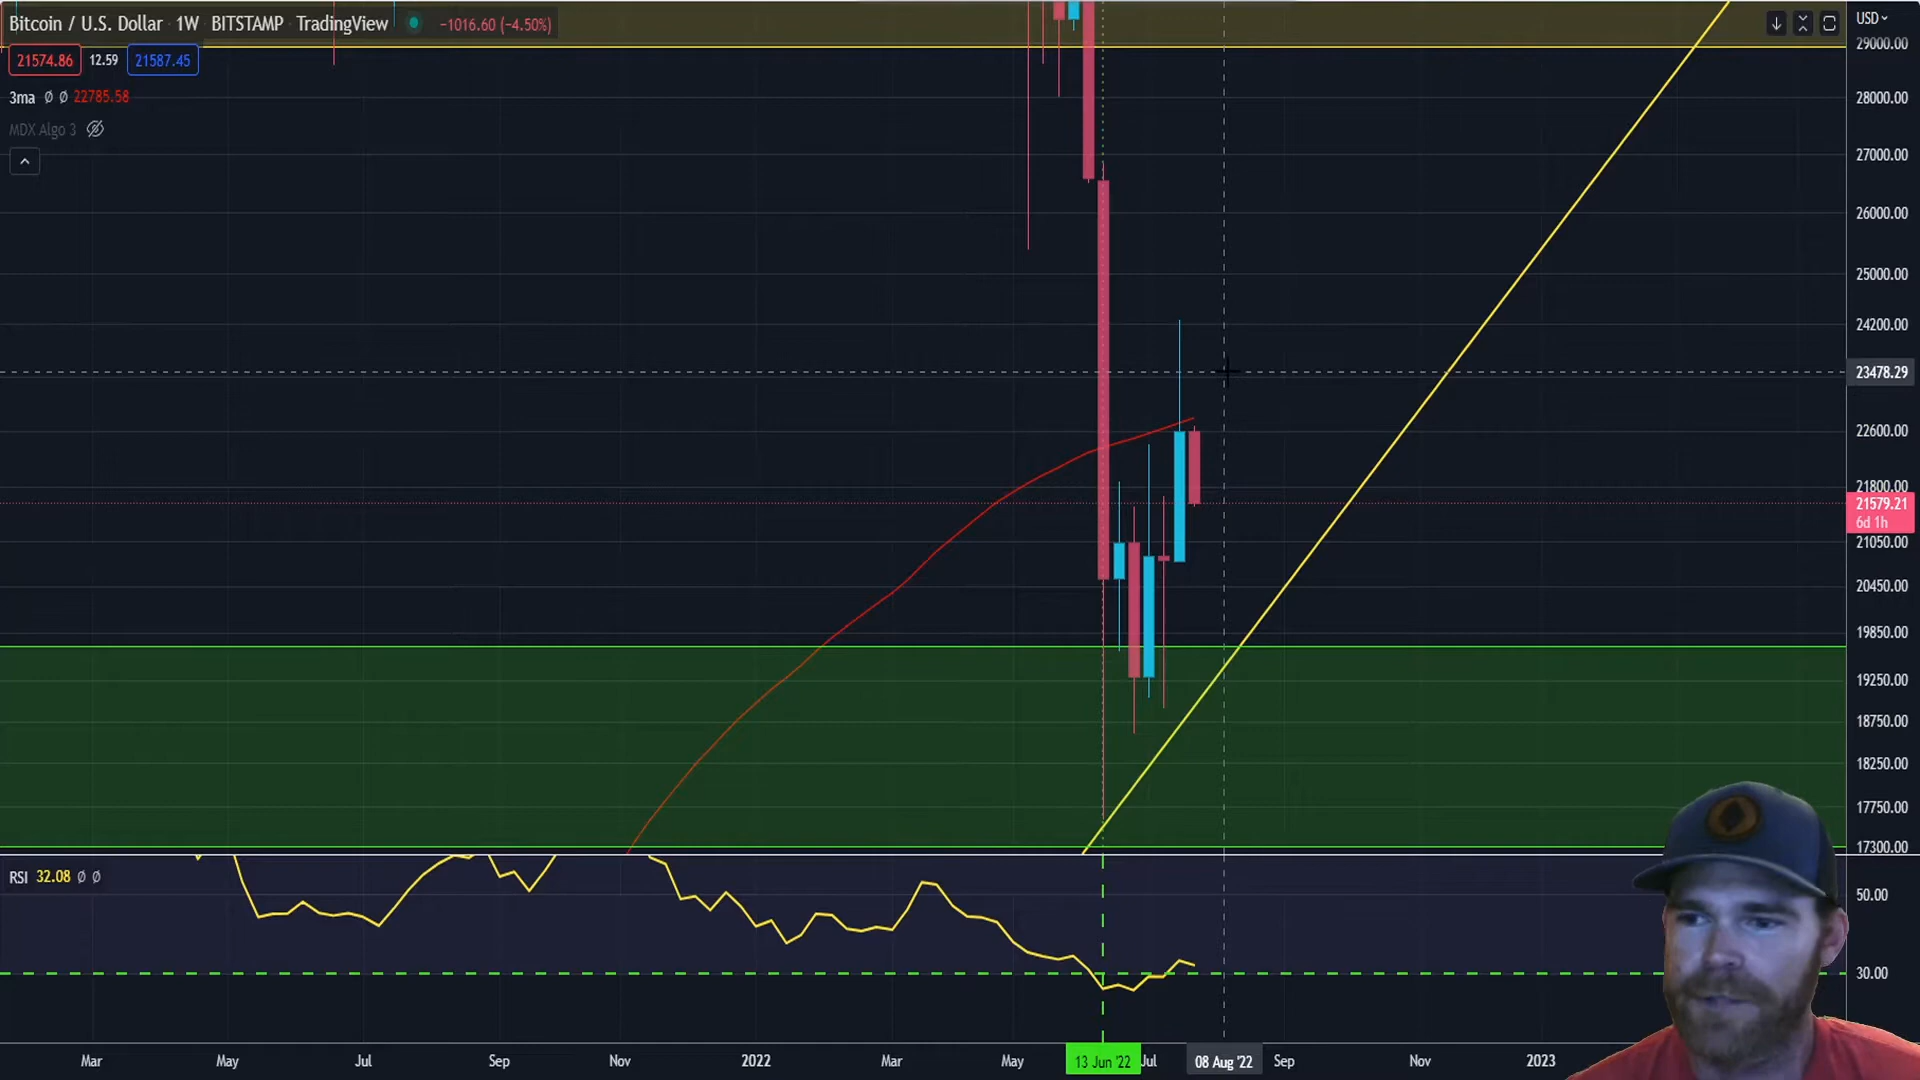 Bitcoin / U.S. Dollar 1W BITSTAMP TradingView −1016.60 (−4.50%)
21574.86 12.59 21587.45
3ma Ø Ø 22785.58
MDX Algo 3
USD
29000.00
28000.00
27000.00
26000.00
25000.00
24200.00
23478.29
22600.00
21800.00
21579.21
6d 1h
21050.00
20450.00
19850.00
19250.00
18750.00
18250.00
17750.00
17300.00
RSI 32.08 Ø Ø
50.00
30.00
Mar May Jul Sep Nov 2022 Mar May 13 Jun '22 Jul 08 Aug '22 Sep Nov 2023